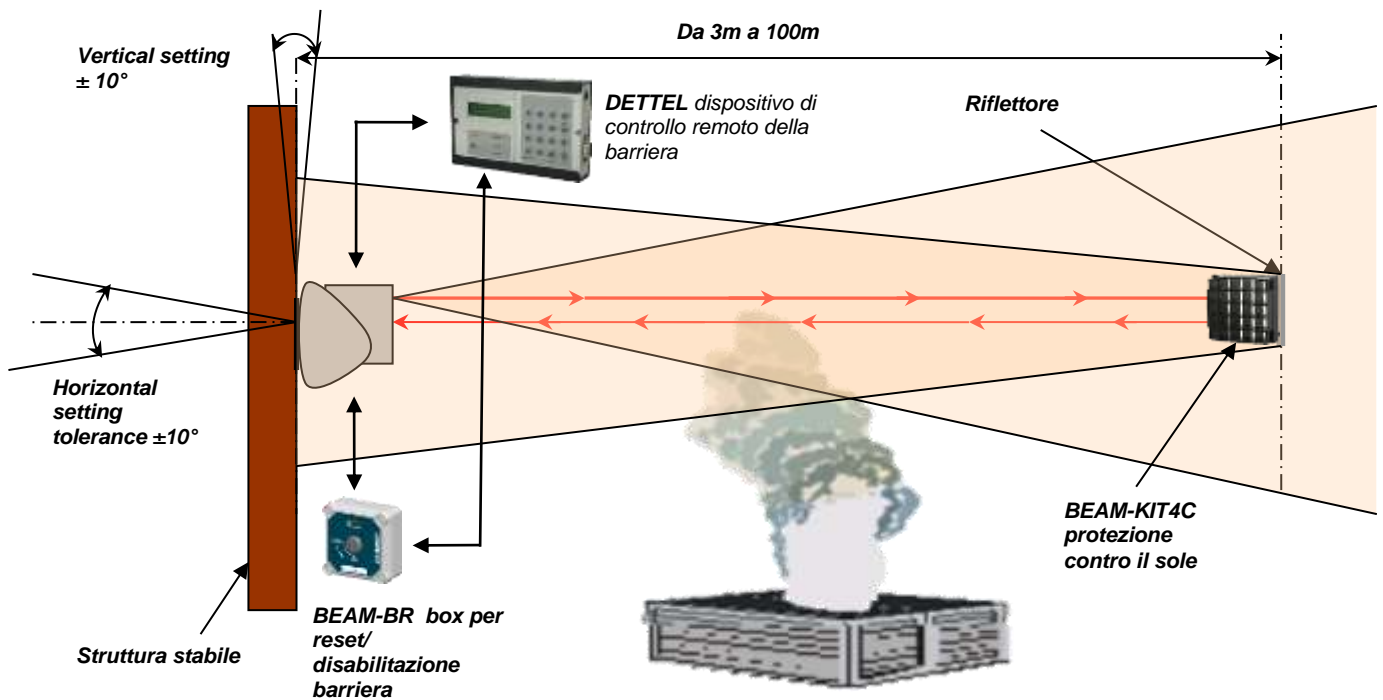 Da 3m a 100m
Vertical setting
± 10°
DETTEL dispositivo di
controllo remoto della
barriera
Riflettore
Horizontal
setting
tolerance ±10°
BEAM-KIT4C
protezione
contro il sole
BEAM-BR  box per
reset/
disabilitazione
barriera
Struttura stabile